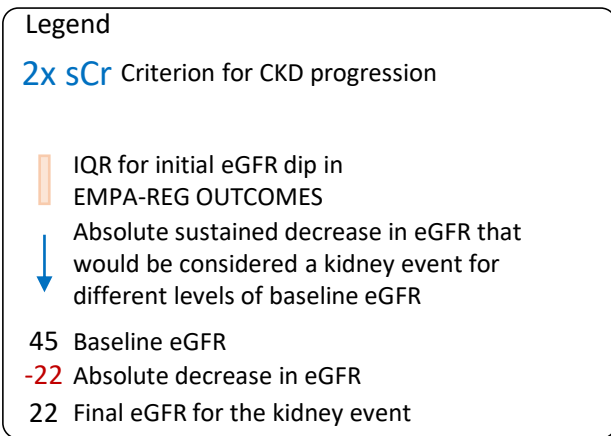 Legend
2x sCr Criterion for CKD progression
IQR for initial eGFR dip in
EMPA-REG OUTCOMES
Absolute sustained decrease in eGFR that
would be considered a kidney event for
different levels of baseline eGFR
45 Baseline eGFR
-22 Absolute decrease in eGFR
22 Final eGFR for the kidney event